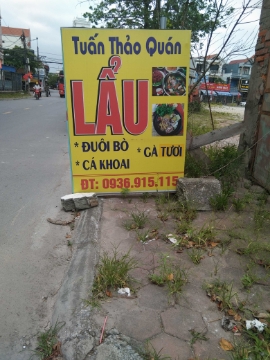 Tuấn Thảo Quán
LẨU
* ĐUÔI BÒ
* GÀ TƯƠI
* CÁ KHOAI
ĐT: 0936.915.115